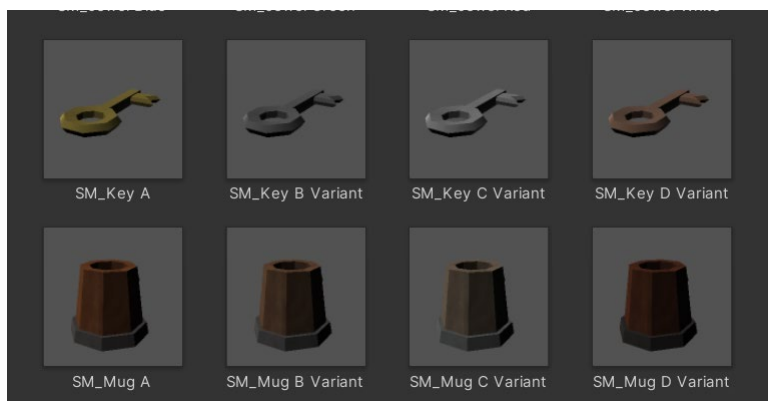 SM_Key A
SM_Key B Variant
SM_Key C Variant
SM_Key D Variant
SM_Mug A
SM_Mug B Variant
SM_Mug C Variant
SM_Mug D Variant